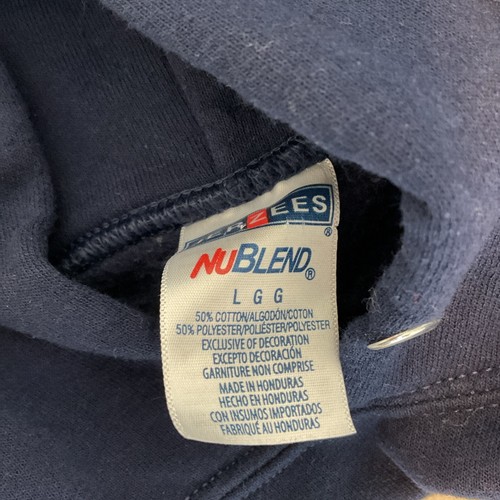 ZEES
®
NUBLEND®
L G G
50% COTTON/ALGODÓN/COTON
50% POLYESTER/POLIÉSTER/POLYESTER
EXCLUSIVE OF DECORATION
EXCEPTO DECORACIÓN
GARNITURE NON COMPRISE
MADE IN HONDURAS
HECHO EN HONDURAS
CON INSUMOS IMPORTADOS
FABRIQUÉ AU HONDURAS